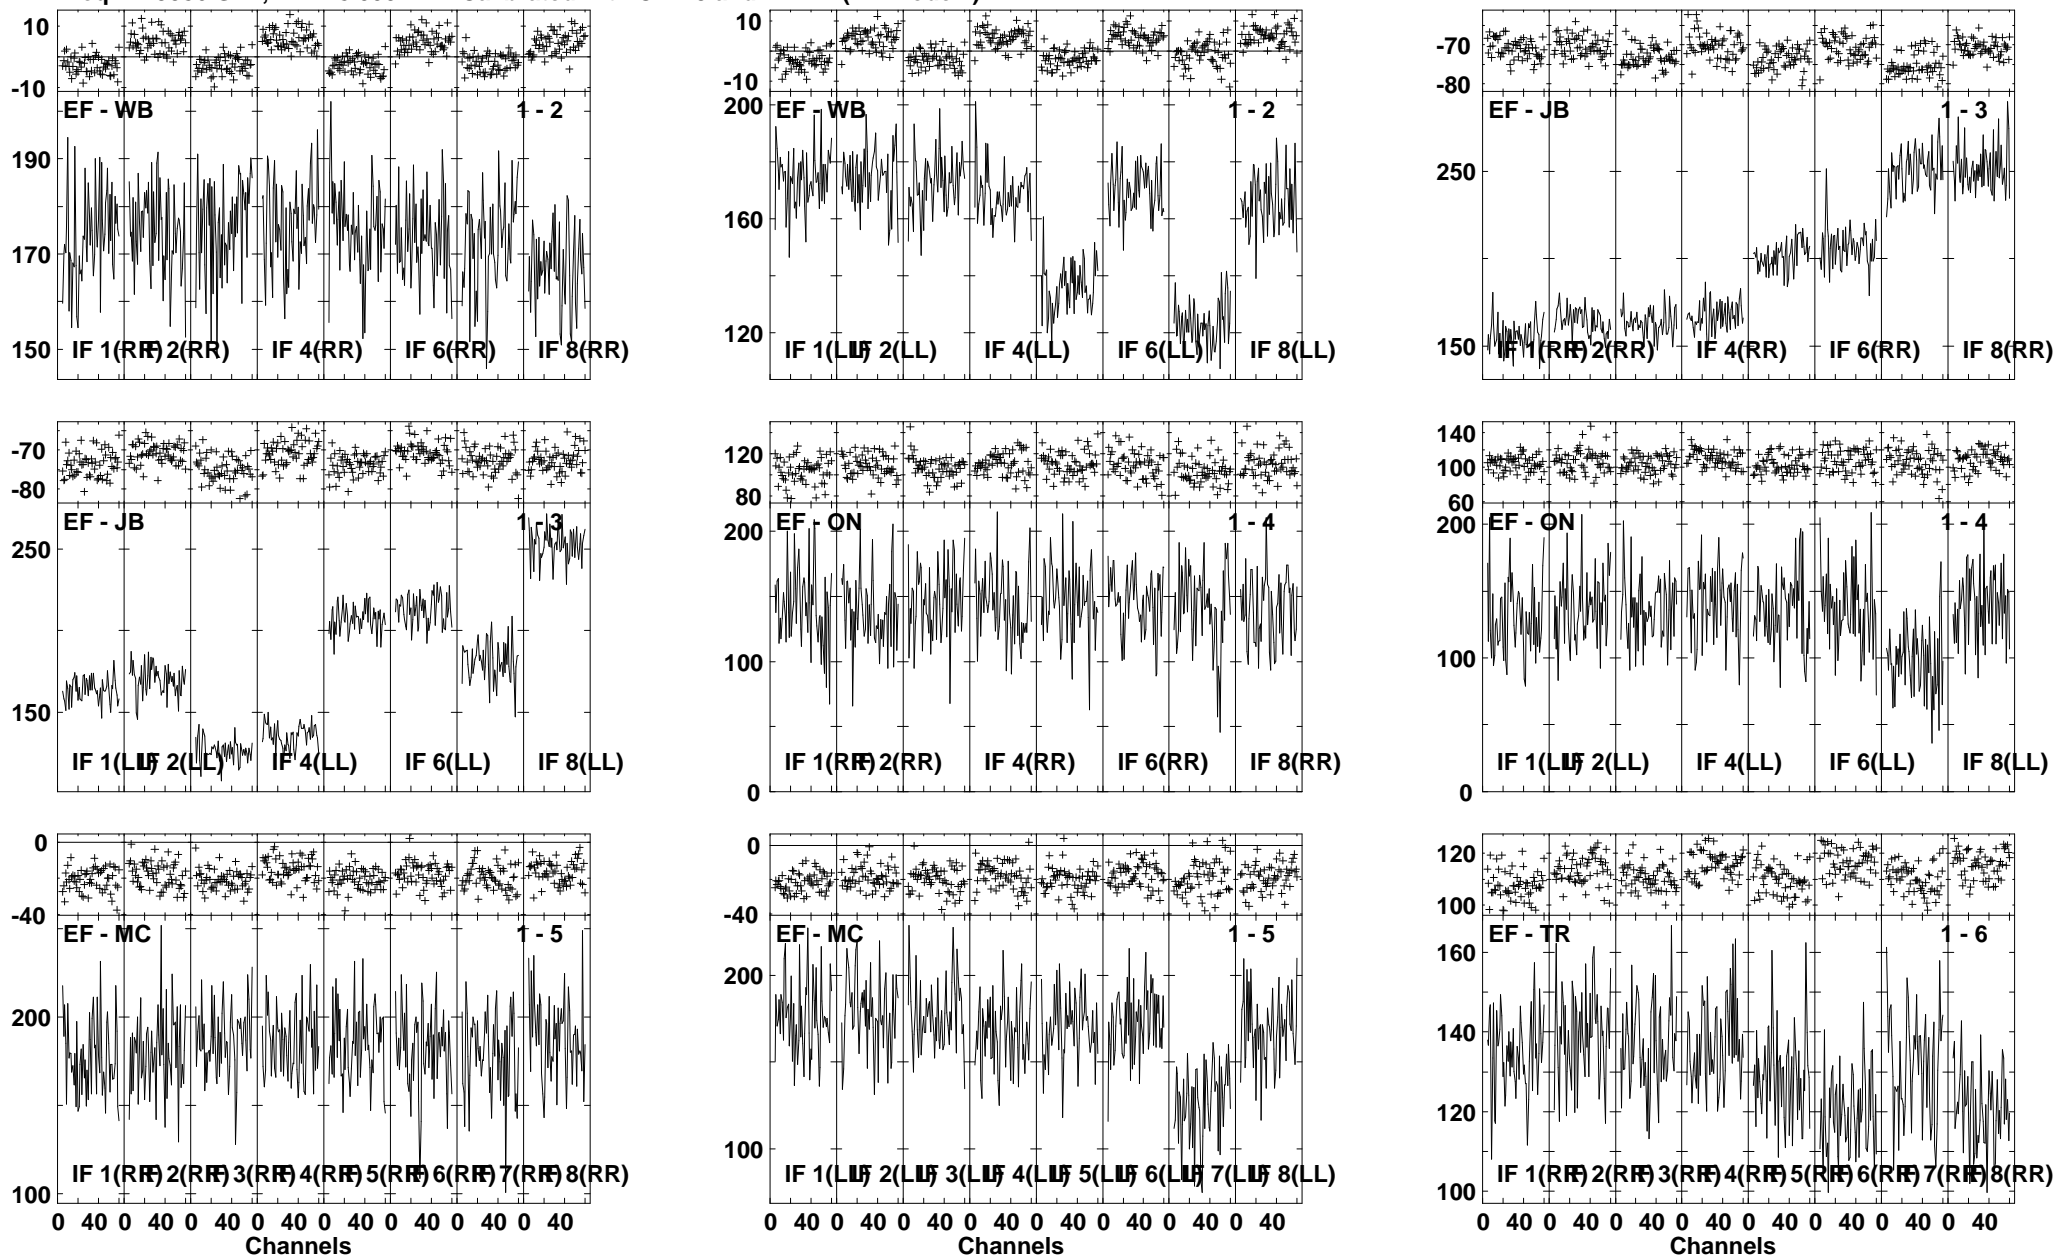 10
-10
EF - WB 1 - 2
190
170
150
IF 1(RR) IF 2(RR) IF 4(RR) IF 6(RR) IF 8(RR)
10
-10
200
EF - WB 1 - 2
160
120
IF 1(LL) IF 2(LL) IF 4(LL) IF 6(LL) IF 8(LL)
-70
-80
EF - JB 1 - 3
250
150
IF 1(RR) IF 2(RR) IF 4(RR) IF 6(RR) IF 8(RR)
-70
-80
EF - JB 1 - 3
250
150
IF 1(LL) IF 2(LL) IF 4(LL) IF 6(LL) IF 8(LL)
120
80
EF - ON 1 - 4
200
100
IF 1(RR) IF 2(RR) IF 4(RR) IF 6(RR) IF 8(RR)
0
140
100
60
EF - ON 1 - 4
200
100
IF 1(LL) IF 2(LL) IF 4(LL) IF 6(LL) IF 8(LL)
0
0
-40
EF - MC 1 - 5
200
IF 1(RR) IF 2(RR) IF 3(RR) IF 4(RR) IF 5(RR) IF 6(RR) IF 7(RR) IF 8(RR)
100
0 40 0 40 0 40 0 40 0 40 0 40 0 40 0 40
Channels
0
-40
EF - MC 1 - 5
200
100
IF 1(LL) IF 2(LL) IF 3(LL) IF 4(LL) IF 5(LL) IF 6(LL) IF 7(LL) IF 8(LL)
0 40 0 40 0 40 0 40 0 40 0 40 0 40 0 40
Channels
120
100
EF - TR 1 - 6
160
140
120
IF 1(RR) IF 2(RR) IF 3(RR) IF 4(RR) IF 5(RR) IF 6(RR) IF 7(RR) IF 8(RR)
100
0 40 0 40 0 40 0 40 0 40 0 40 0 40 0 40
Channels